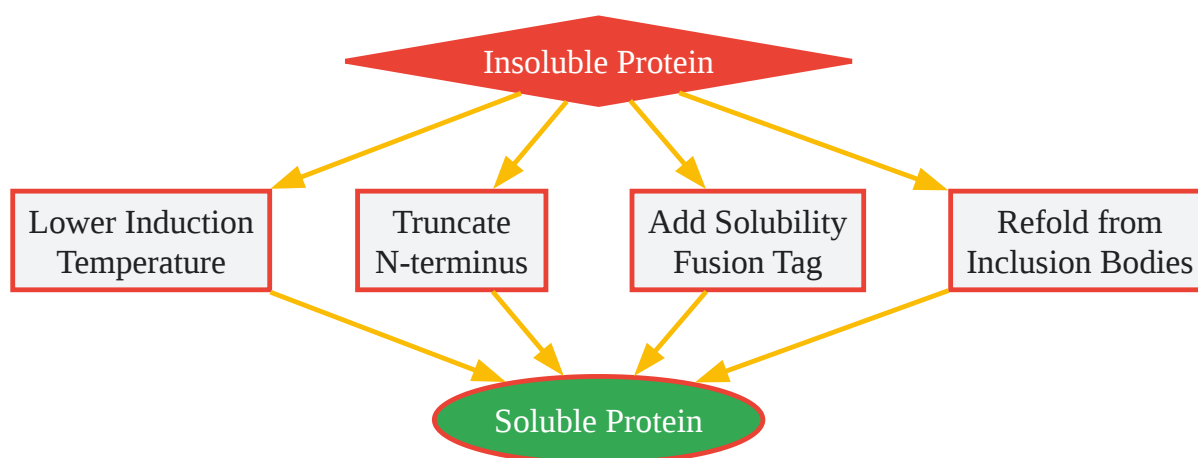 Insoluble Protein
Lower Induction
Temperature
Truncate
N-terminus
Add Solubility
Fusion Tag
Refold from
Inclusion Bodies
Soluble Protein